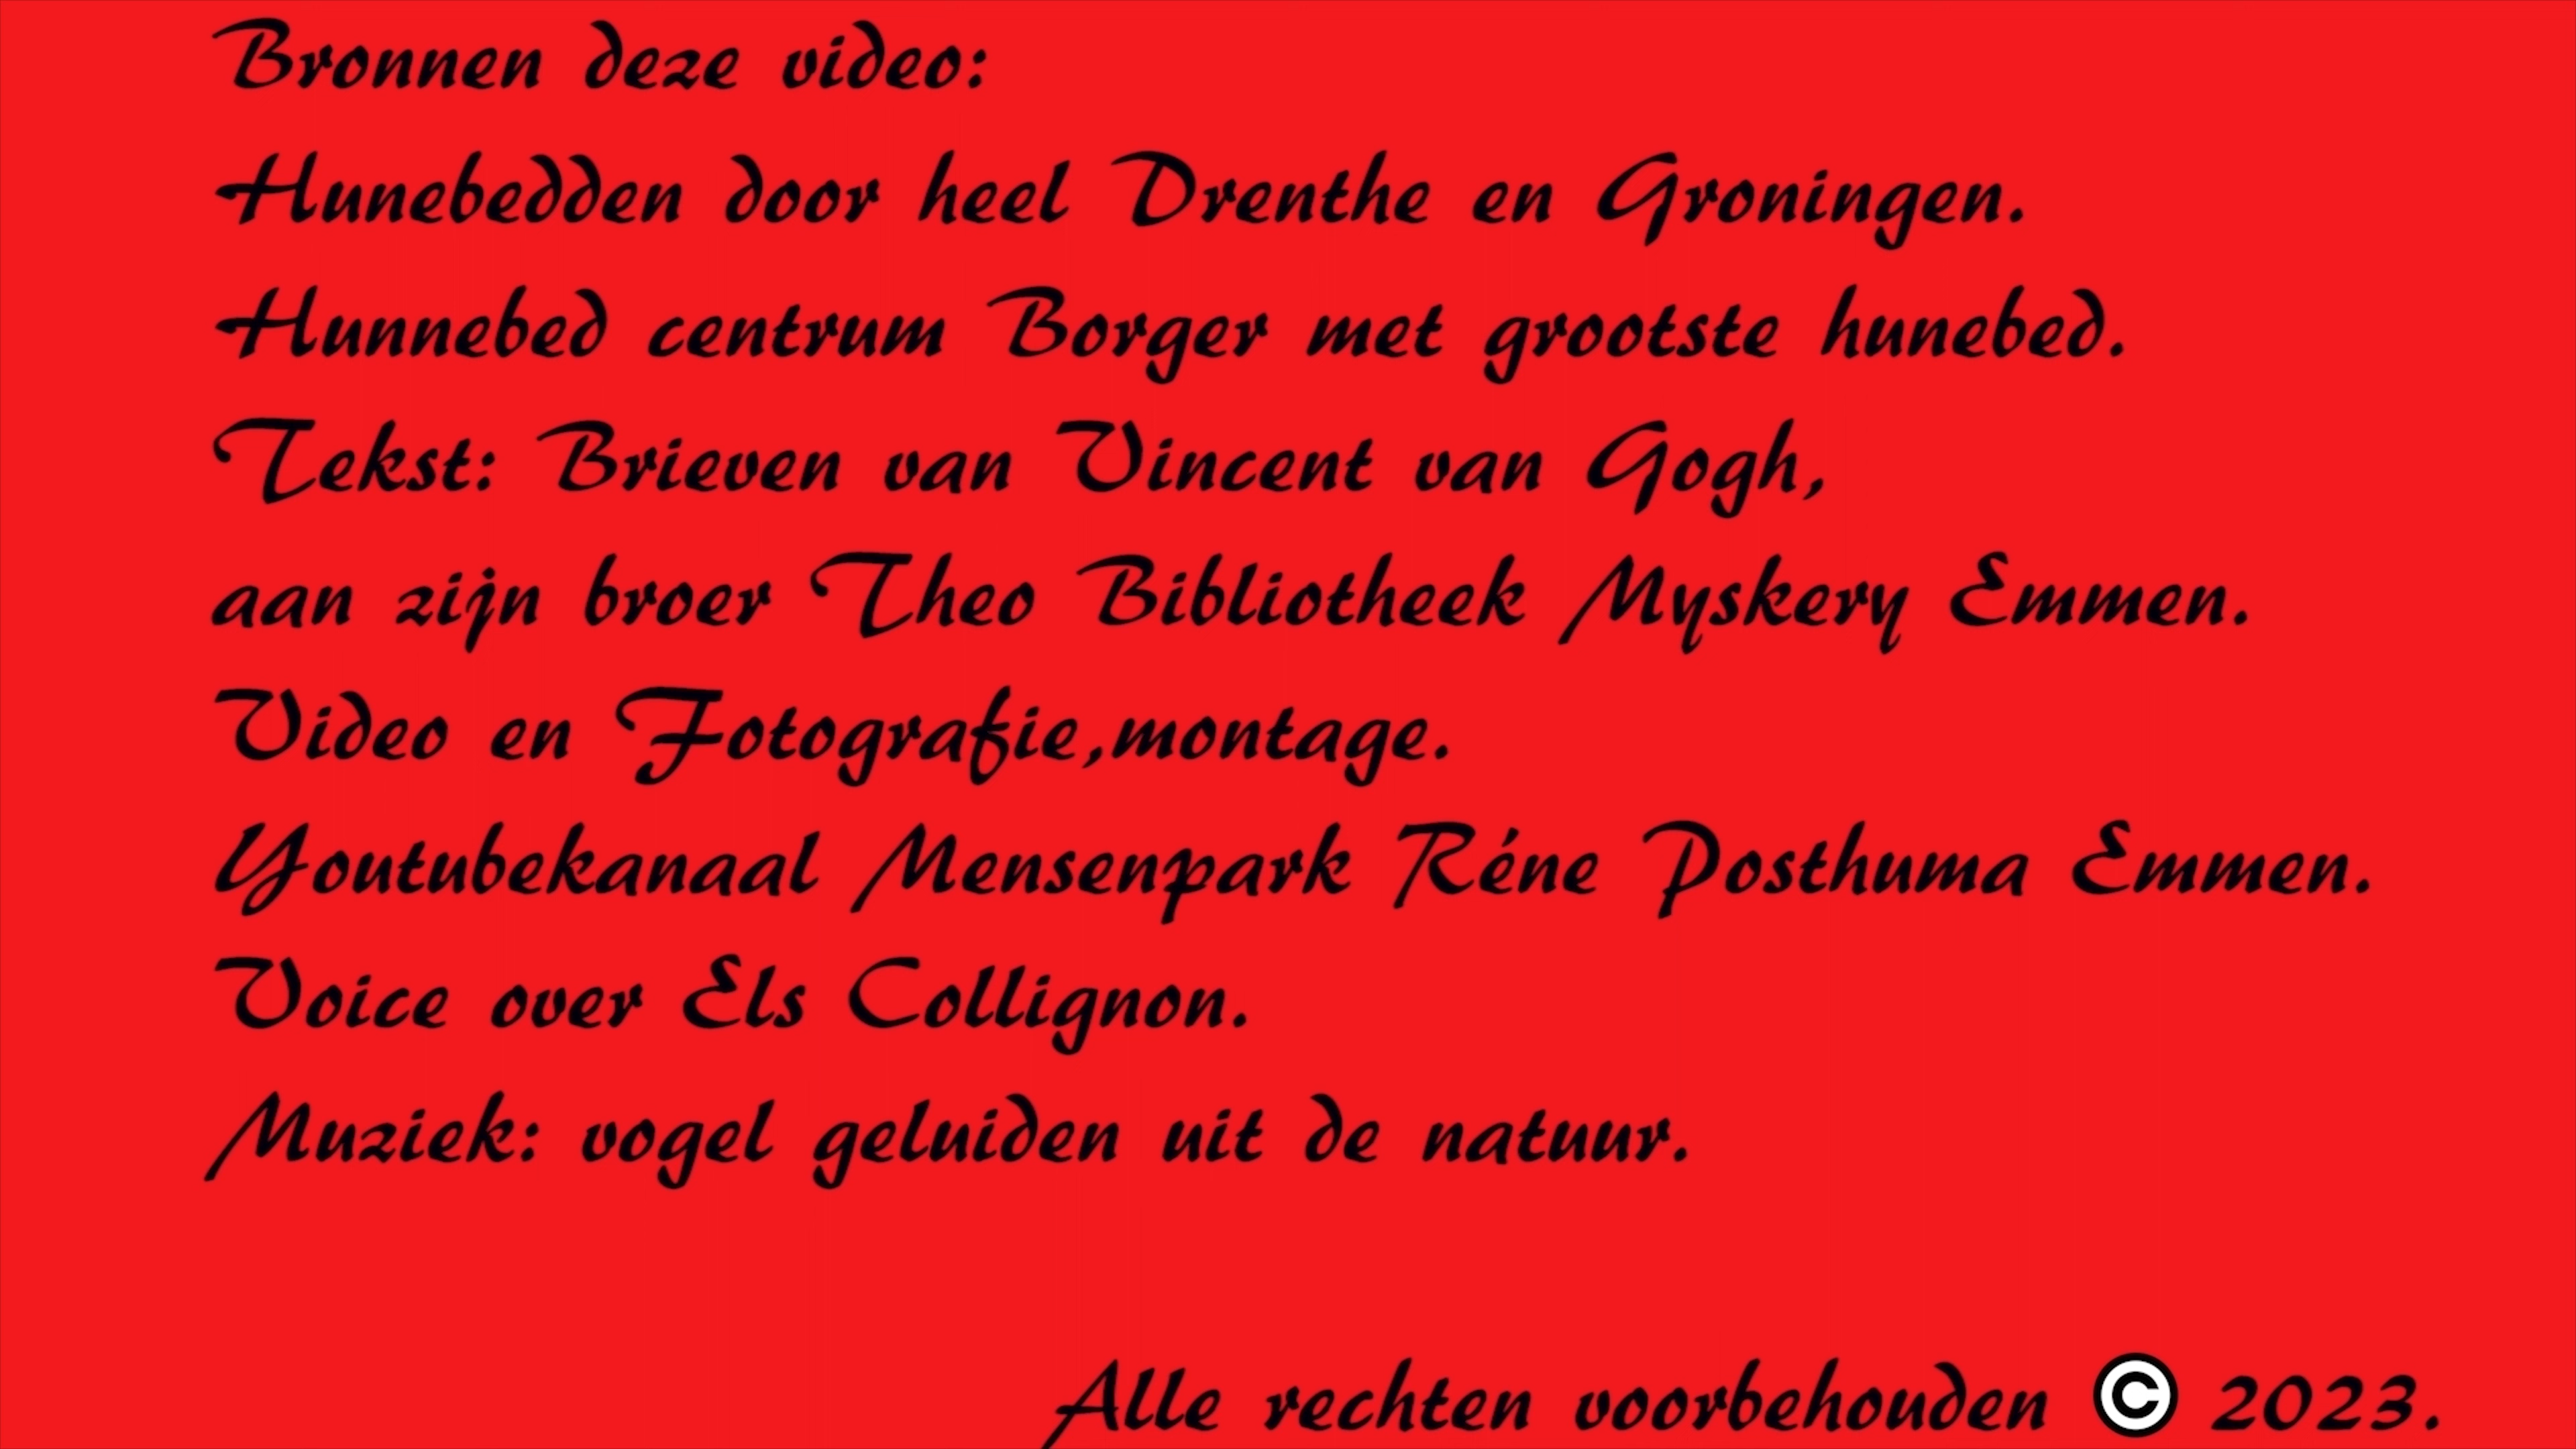 Bronnen deze video:
Hunebedden door heel Drenthe en Groningen.
Hunnebed centrum Borger met grootste hunebed.
Tekst: Brieven van Vincent van Gogh,
aan zijn broer Theo Bibliotheek Myskery Emmen.
Video en Fotografie,montage.
Youtubekanaal Mensenpark Réne Posthuma Emmen.
Voice over Els Collignon.
Muziek: vogel geluiden uit de natuur.
Alle rechten voorbehouden © 2023.